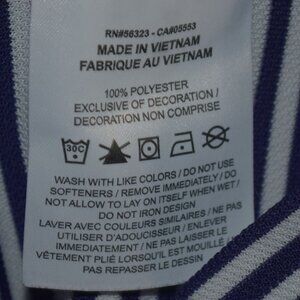 RN#56323 - CA#05553
MADE IN VIETNAM
FABRIQUE AU VIETNAM
100% POLYESTER
EXCLUSIVE OF DECORATION /
DECORATION NON COMPRISE
30C
WASH WITH LIKE COLORS / DO NOT USE
SOFTENERS / REMOVE IMMEDIATELY / DO
NOT ALLOW TO LAY ON ITSELF WHEN WET /
DO NOT IRON DESIGN
LAVER AVEC COULEURS SIMILAIRES / NE PAS
UTILISER D'ADOUCISSEUR / ENLEVER
IMMEDIATEMENT / NE PAS LAISSER LE
VÊTEMENT PLIÉ LORSQU'IL EST MOUILLÉ
PAS REPASSER LE DESSIN